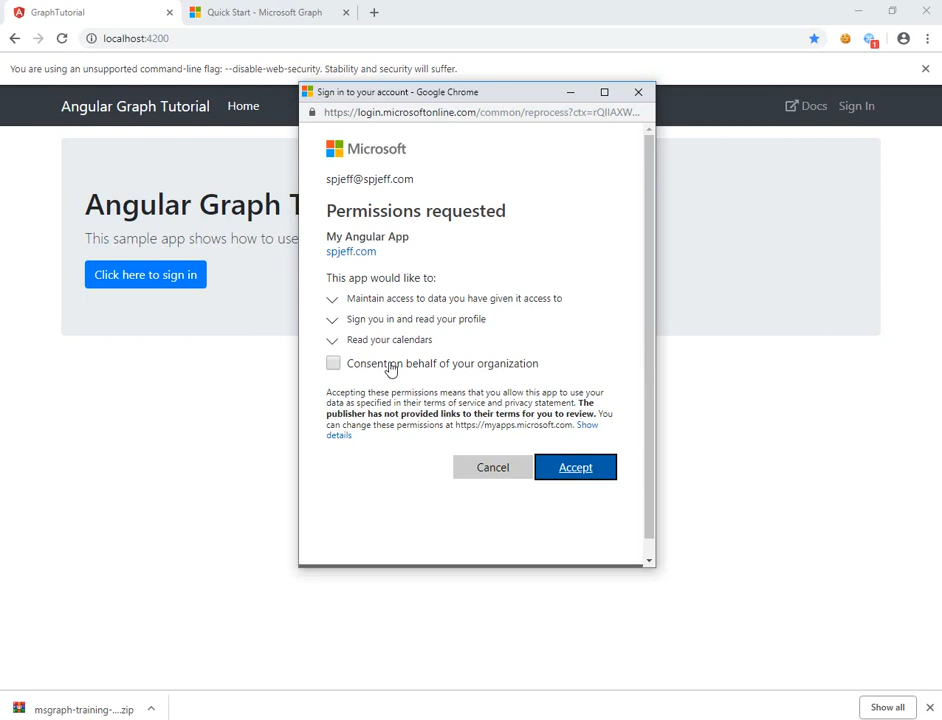 GraphTutorial
Quick Start - Microsoft Graph
localhost:4200
1
You are using an unsupported command-line flag: --disable-web-security. Stability and security will suffer.
Angular Graph Tutorial
Home
Docs
Sign In
Angular Graph T
This sample app shows how to use
Click here to sign in
Sign in to your account - Google Chrome
https://login.microsoftonline.com/common/reprocess?ctx=rQIIAXW...
Microsoft
spjeff@spjeff.com
Permissions requested
My Angular App
spjeff.com
This app would like to:
Maintain access to data you have given it access to
Sign you in and read your profile
Read your calendars
Consent on behalf of your organization
Accepting these permissions means that you allow this app to use your
data as specified in their terms of service and privacy statement. The
publisher has not provided links to their terms for you to review. You
can change these permissions at https://myapps.microsoft.com. Show
details
Cancel
Accept
msgraph-training-....zip
Show all